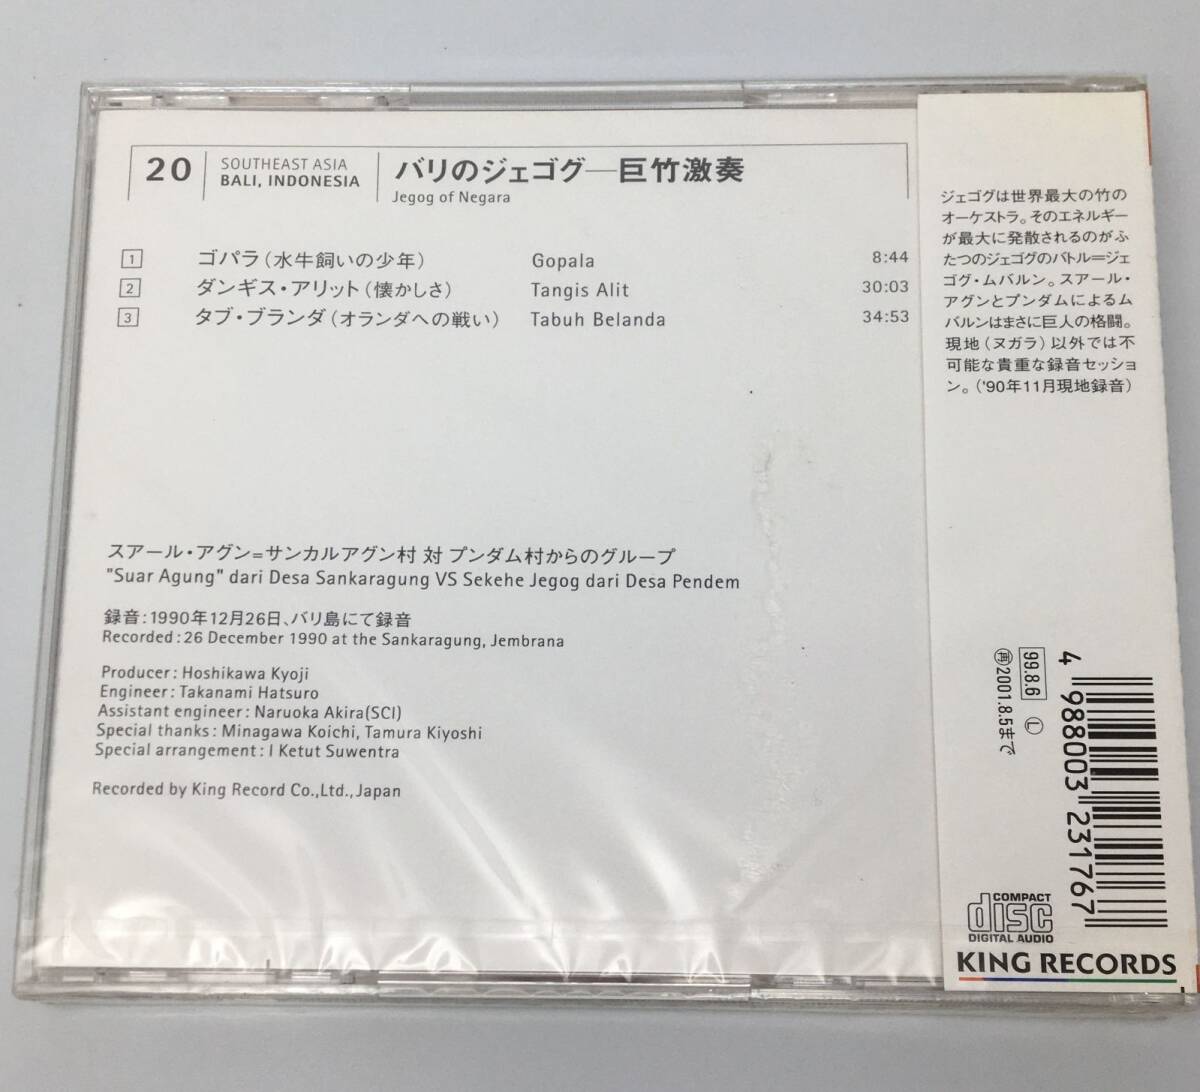 20
SOUTHEAST ASIA
BALI, INDONESIA
バリのジェゴグ—巨竹激奏
Jegog of Negara
1 ゴパラ(水牛飼いの少年) Gopala 8:44
2 ダンギス・アリット(懐かしさ) Tangis Alit 30:03
3 タブ・ブランダ(オランダへの戦い) Tabuh Belanda 34:53
スアール・アグン=サンカルアグン村 対 プンダム村からのグループ
"Suar Agung" dari Desa Sankaragung VS Sekehe Jegog dari Desa Pendem
録音:1990年12月26日、バリ島にて録音
Recorded:26 December 1990 at the Sankaragung, Jembrana
Producer: Hoshikawa Kyoji
Engineer: Takanami Hatsuro
Assistant engineer: Naruoka Akira(SCI)
Special thanks: Minagawa Koichi, Tamura Kiyoshi
Special arrangement: I Ketut Suwentra
Recorded by King Record Co.,Ltd., Japan
ジェゴグは世界最大の竹の
オーケストラ。そのエネルギー
が最大に発散されるのがふ
たつのジェゴグのバトル=ジェ
ゴグ・ムバルン。スアール・
アグンとプンダムによるム
バルンはまさに巨人の格闘。
現地(ヌガラ)以外では不
可能な貴重な録音セッショ
ン。('90年11月現地録音)
99.8.6 Ⓛ
㋐2001.8.5まで
4 988003 231767
COMPACT
disc
DIGITAL AUDIO
KING RECORDS